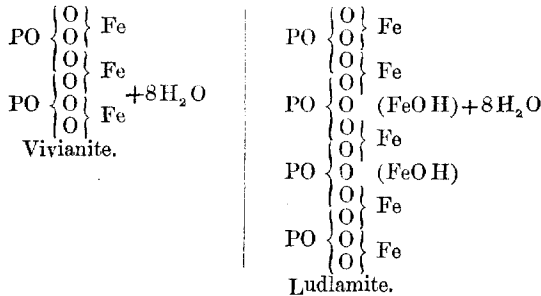 O
PO { O } Fe
O
O } Fe
PO { O +8H₂O
O } Fe
Vivianite.
O
PO { O } Fe
O
O } Fe
PO { O (FeOH)+8H₂O
O
O } Fe
PO { O (FeOH)
O
O } Fe
PO { O
O } Fe
Ludlamite.